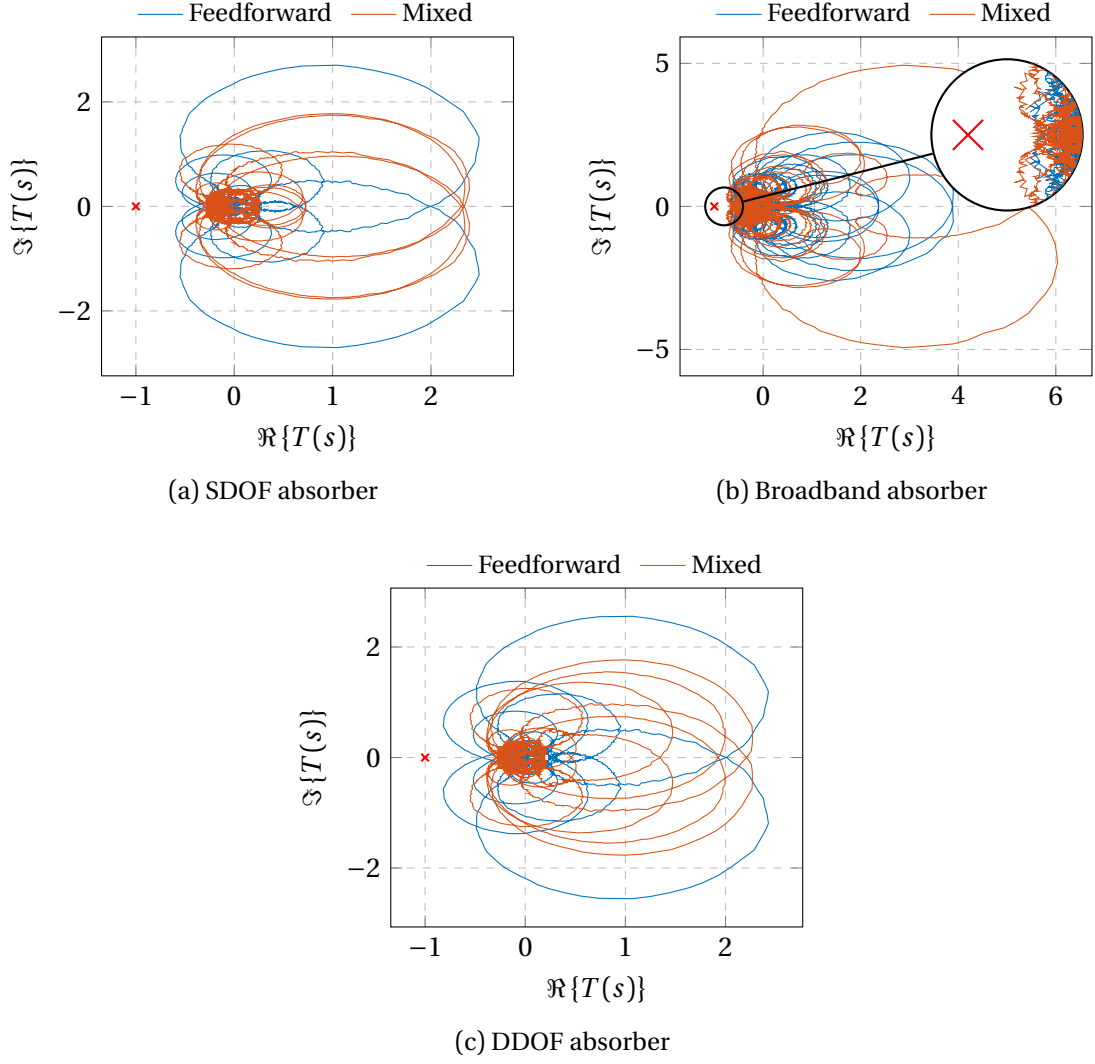 Feedforward Mixed
2
0
−2
−1 0 1 2
ℑ{T(s)}
ℜ{T(s)}
(a) SDOF absorber
Feedforward Mixed
5
0
−5
0 2 4 6
ℑ{T(s)}
ℜ{T(s)}
(b) Broadband absorber
Feedforward Mixed
2
0
−2
−1 0 1 2
ℑ{T(s)}
ℜ{T(s)}
(c) DDOF absorber